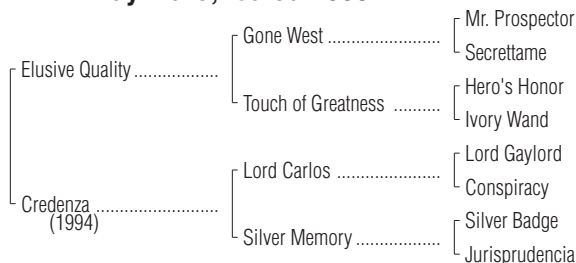 Mr. Prospector
Gone West ........................
Secrettame
Elusive Quality ..................
Hero's Honor
Touch of Greatness ..........
Ivory Wand
Lord Gaylord
Lord Carlos ......................
Conspiracy
Credenza ..........................
(1994)
Silver Badge
Silver Memory ..................
Jurisprudencia